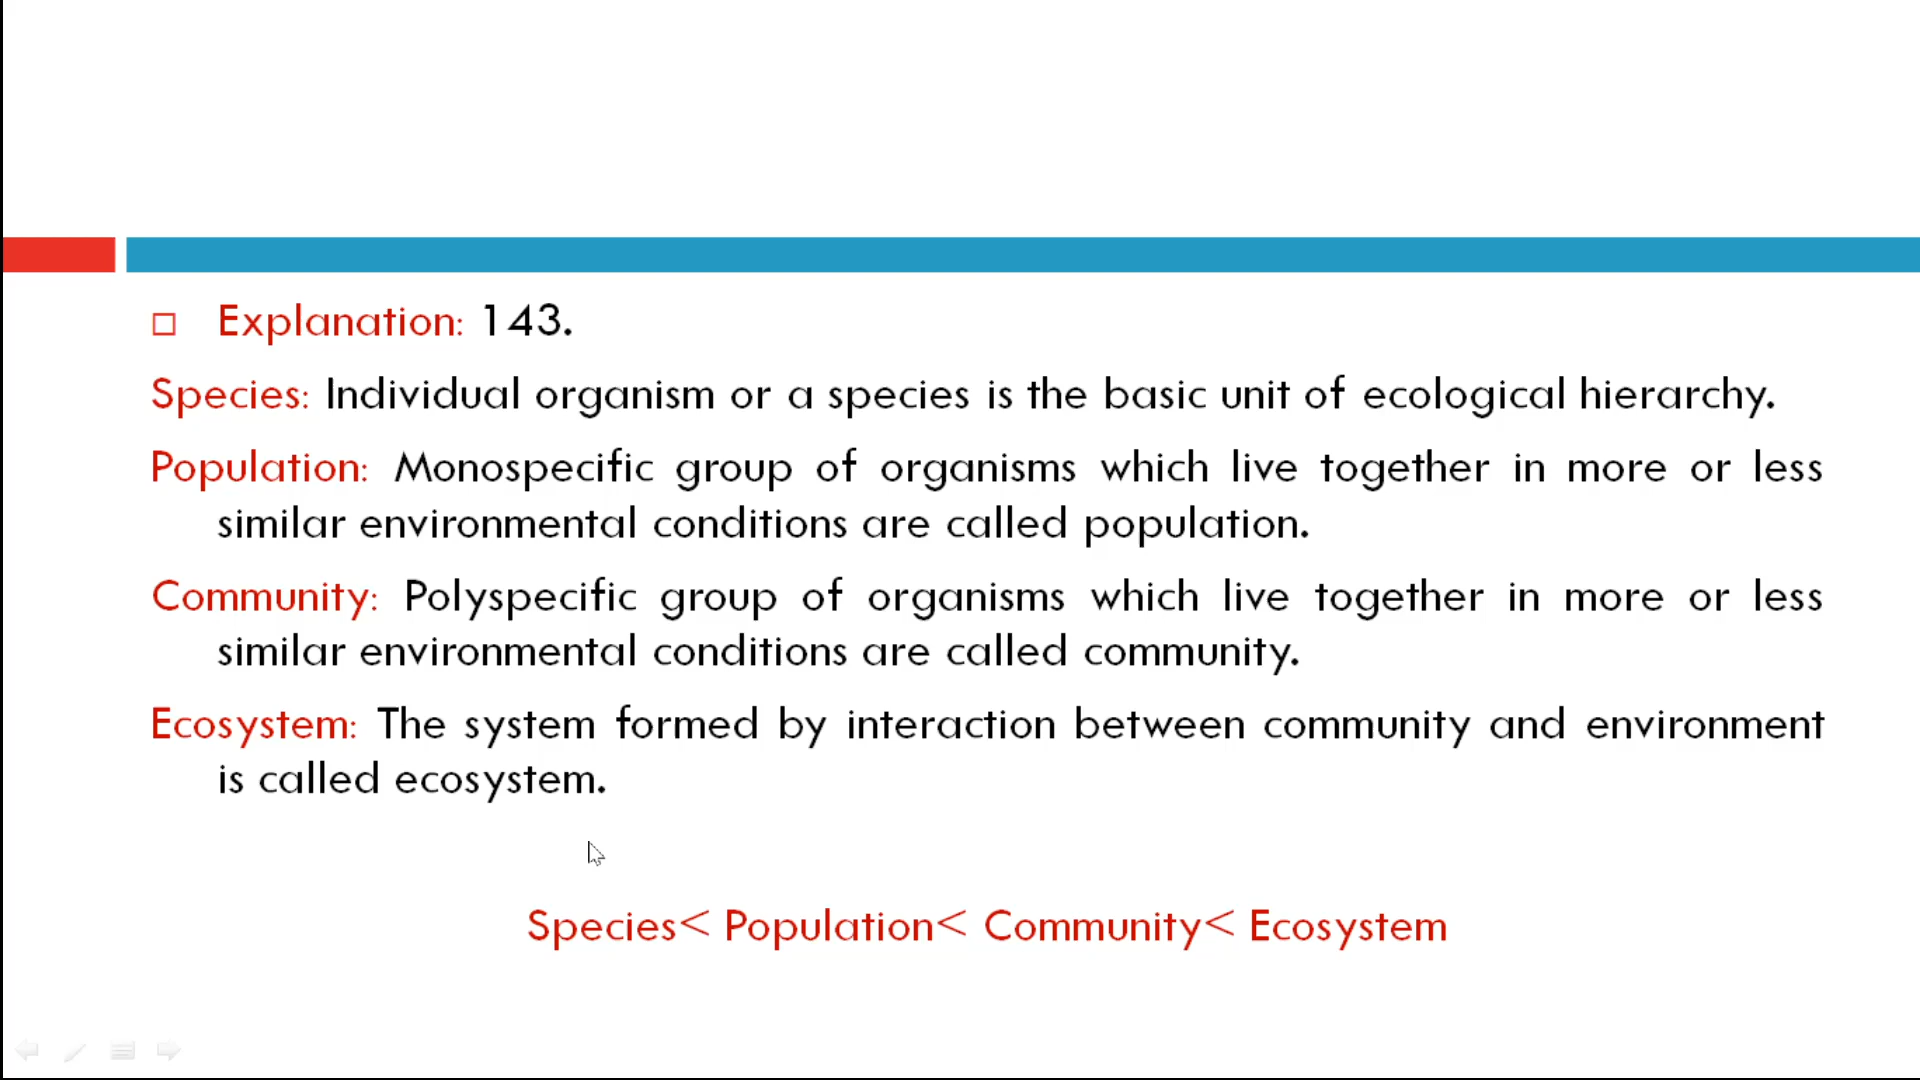 Explanation: 143.
Species: Individual organism or a species is the basic unit of ecological hierarchy.
Population: Monospecific group of organisms which live together in more or less
similar environmental conditions are called population.
Community: Polyspecific group of organisms which live together in more or less
similar environmental conditions are called community.
Ecosystem: The system formed by interaction between community and environment
is called ecosystem.
Species< Population< Community< Ecosystem